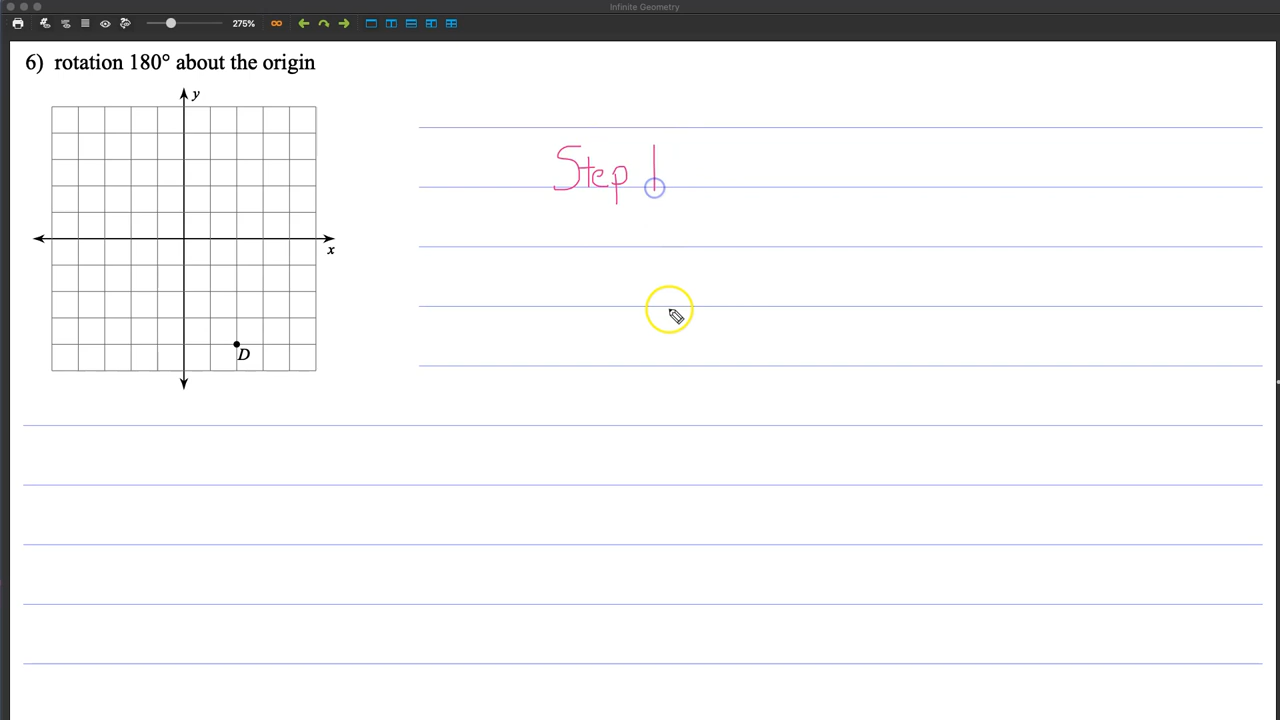 Infinite Geometry
275%
6) rotation 180° about the origin
y
x
D
Step 1